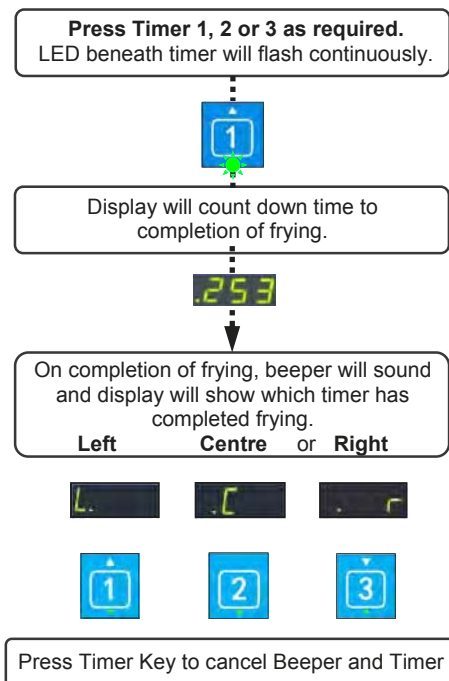 Press Timer 1, 2 or 3 as required.
LED beneath timer will flash continuously.
1
Display will count down time to
completion of frying.
.253
On completion of frying, beeper will sound
and display will show which timer has
completed frying.
Left Centre or Right
L. .C . r
1 2 3
Press Timer Key to cancel Beeper and Timer